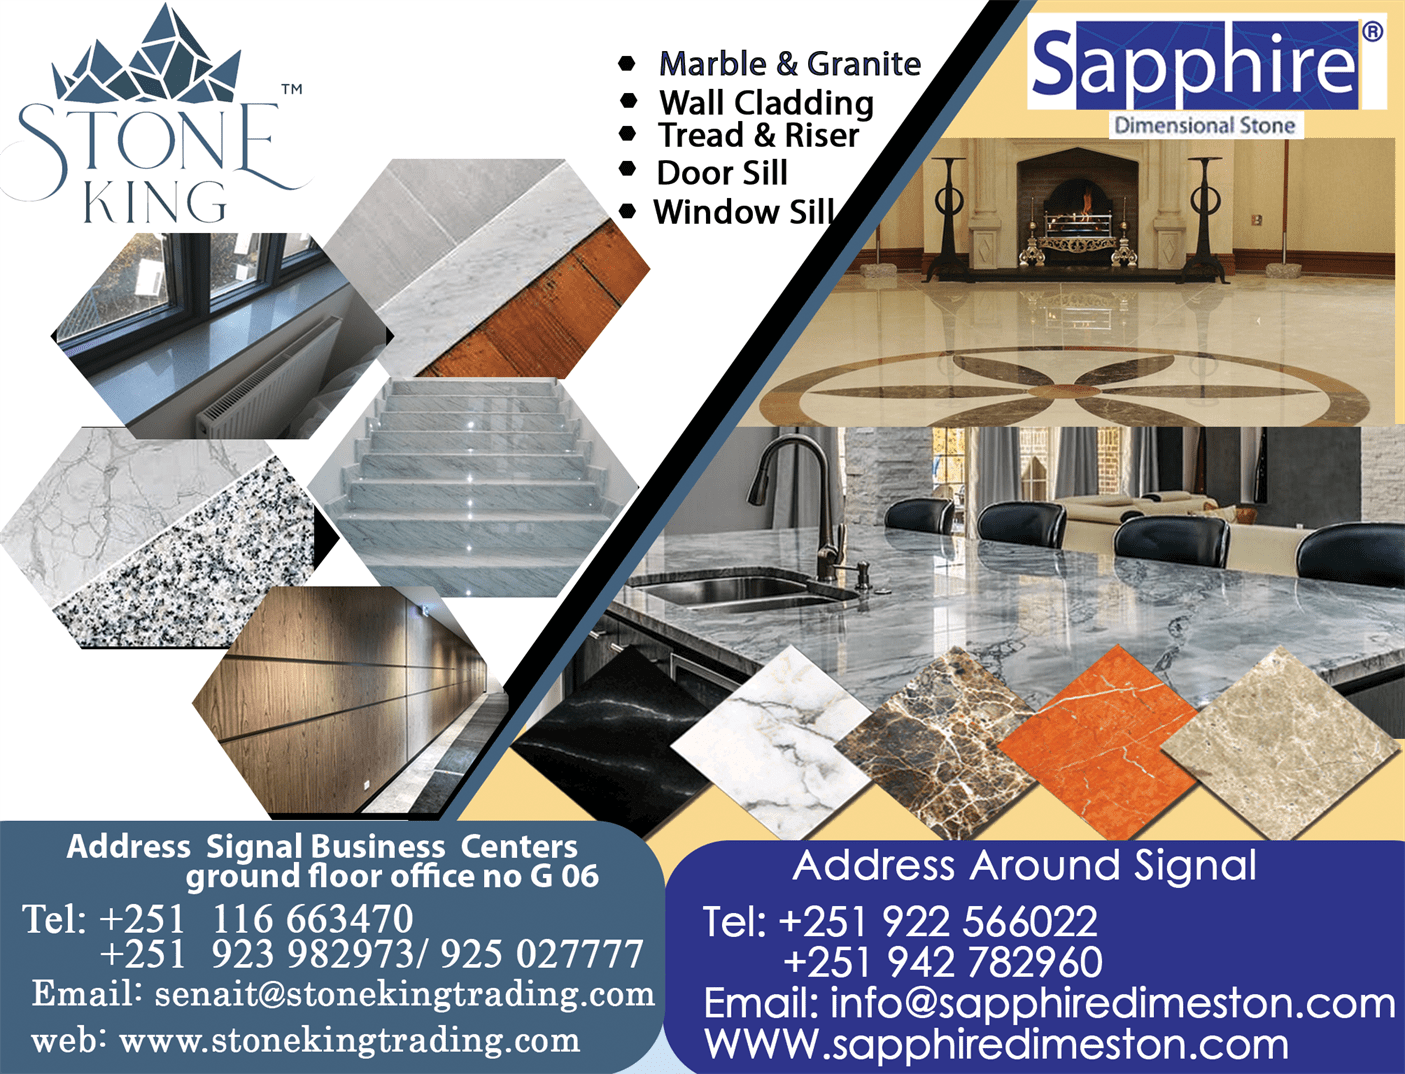 STONE
KING
TM
Marble & Granite
Wall Cladding
Tread & Riser
Door Sill
Window Sill
Sapphire®
Dimensional Stone
Address  Signal Business  Centers
ground floor office no G 06
Tel: +251  116 663470
+251  923 982973/ 925 027777
Email: senait@stonekingtrading.com
web: www.stonekingtrading.com
Address Around Signal
Tel: +251 922 566022
+251 942 782960
Email: info@sapphiredimeston.com
WWW.sapphiredimeston.com